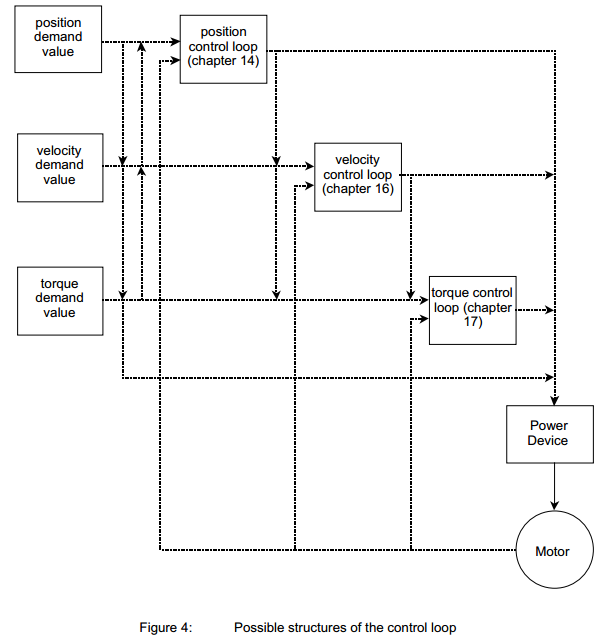 position
demand
value
position
control loop
(chapter 14)
velocity
demand
value
velocity
control loop
(chapter 16)
torque
demand
value
torque control
loop (chapter
17)
Power
Device
Motor
Figure 4: Possible structures of the control loop